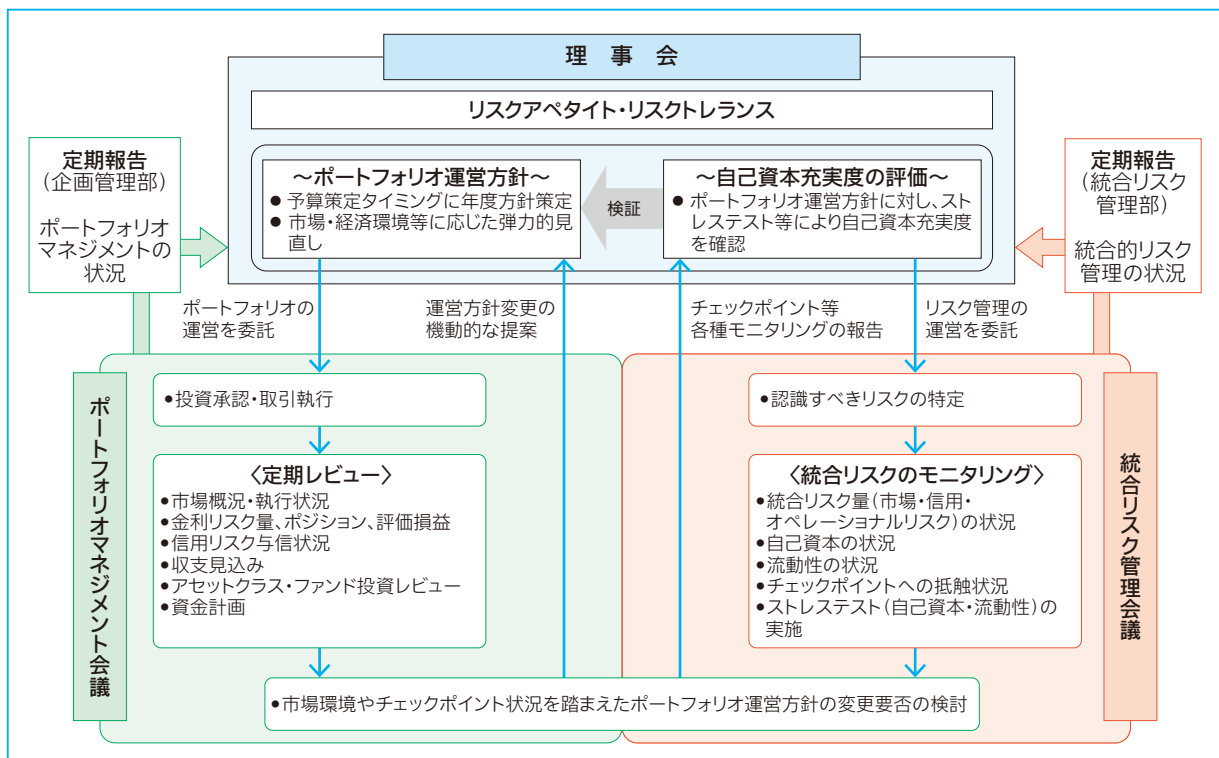 理事会
リスクアペタイト・リスクトレランス
定期報告
(企画管理部)
ポートフォリオ
マネジメントの
状況
～ポートフォリオ運営方針～
● 予算策定タイミングに年度方針策定
● 市場・経済環境等に応じた弾力的見
直し
検証
～自己資本充実度の評価～
● ポートフォリオ運営方針に対し、スト
レステスト等により自己資本充実度
を確認
定期報告
(統合リスク
管理部)
統合的リスク
管理の状況
ポートフォリオの
運営を委託
運営方針変更の
機動的な提案
チェックポイント等
各種モニタリングの報告
リスク管理の
運営を委託
ポートフォリオマネジメント会議
●投資承認・取引執行
〈定期レビュー〉
●市場概況・執行状況
●金利リスク量、ポジション、評価損益
●信用リスク与信状況
●収支見込み
●アセットクラス・ファンド投資レビュー
●資金計画
●認識すべきリスクの特定
〈統合リスクのモニタリング〉
●統合リスク量(市場・信用・
オペレーショナルリスク)の状況
●自己資本の状況
●流動性の状況
●チェックポイントへの抵触状況
●ストレステスト(自己資本・流動性)の
実施
統合リスク管理会議
●市場環境やチェックポイント状況を踏まえたポートフォリオ運営方針の変更要否の検討